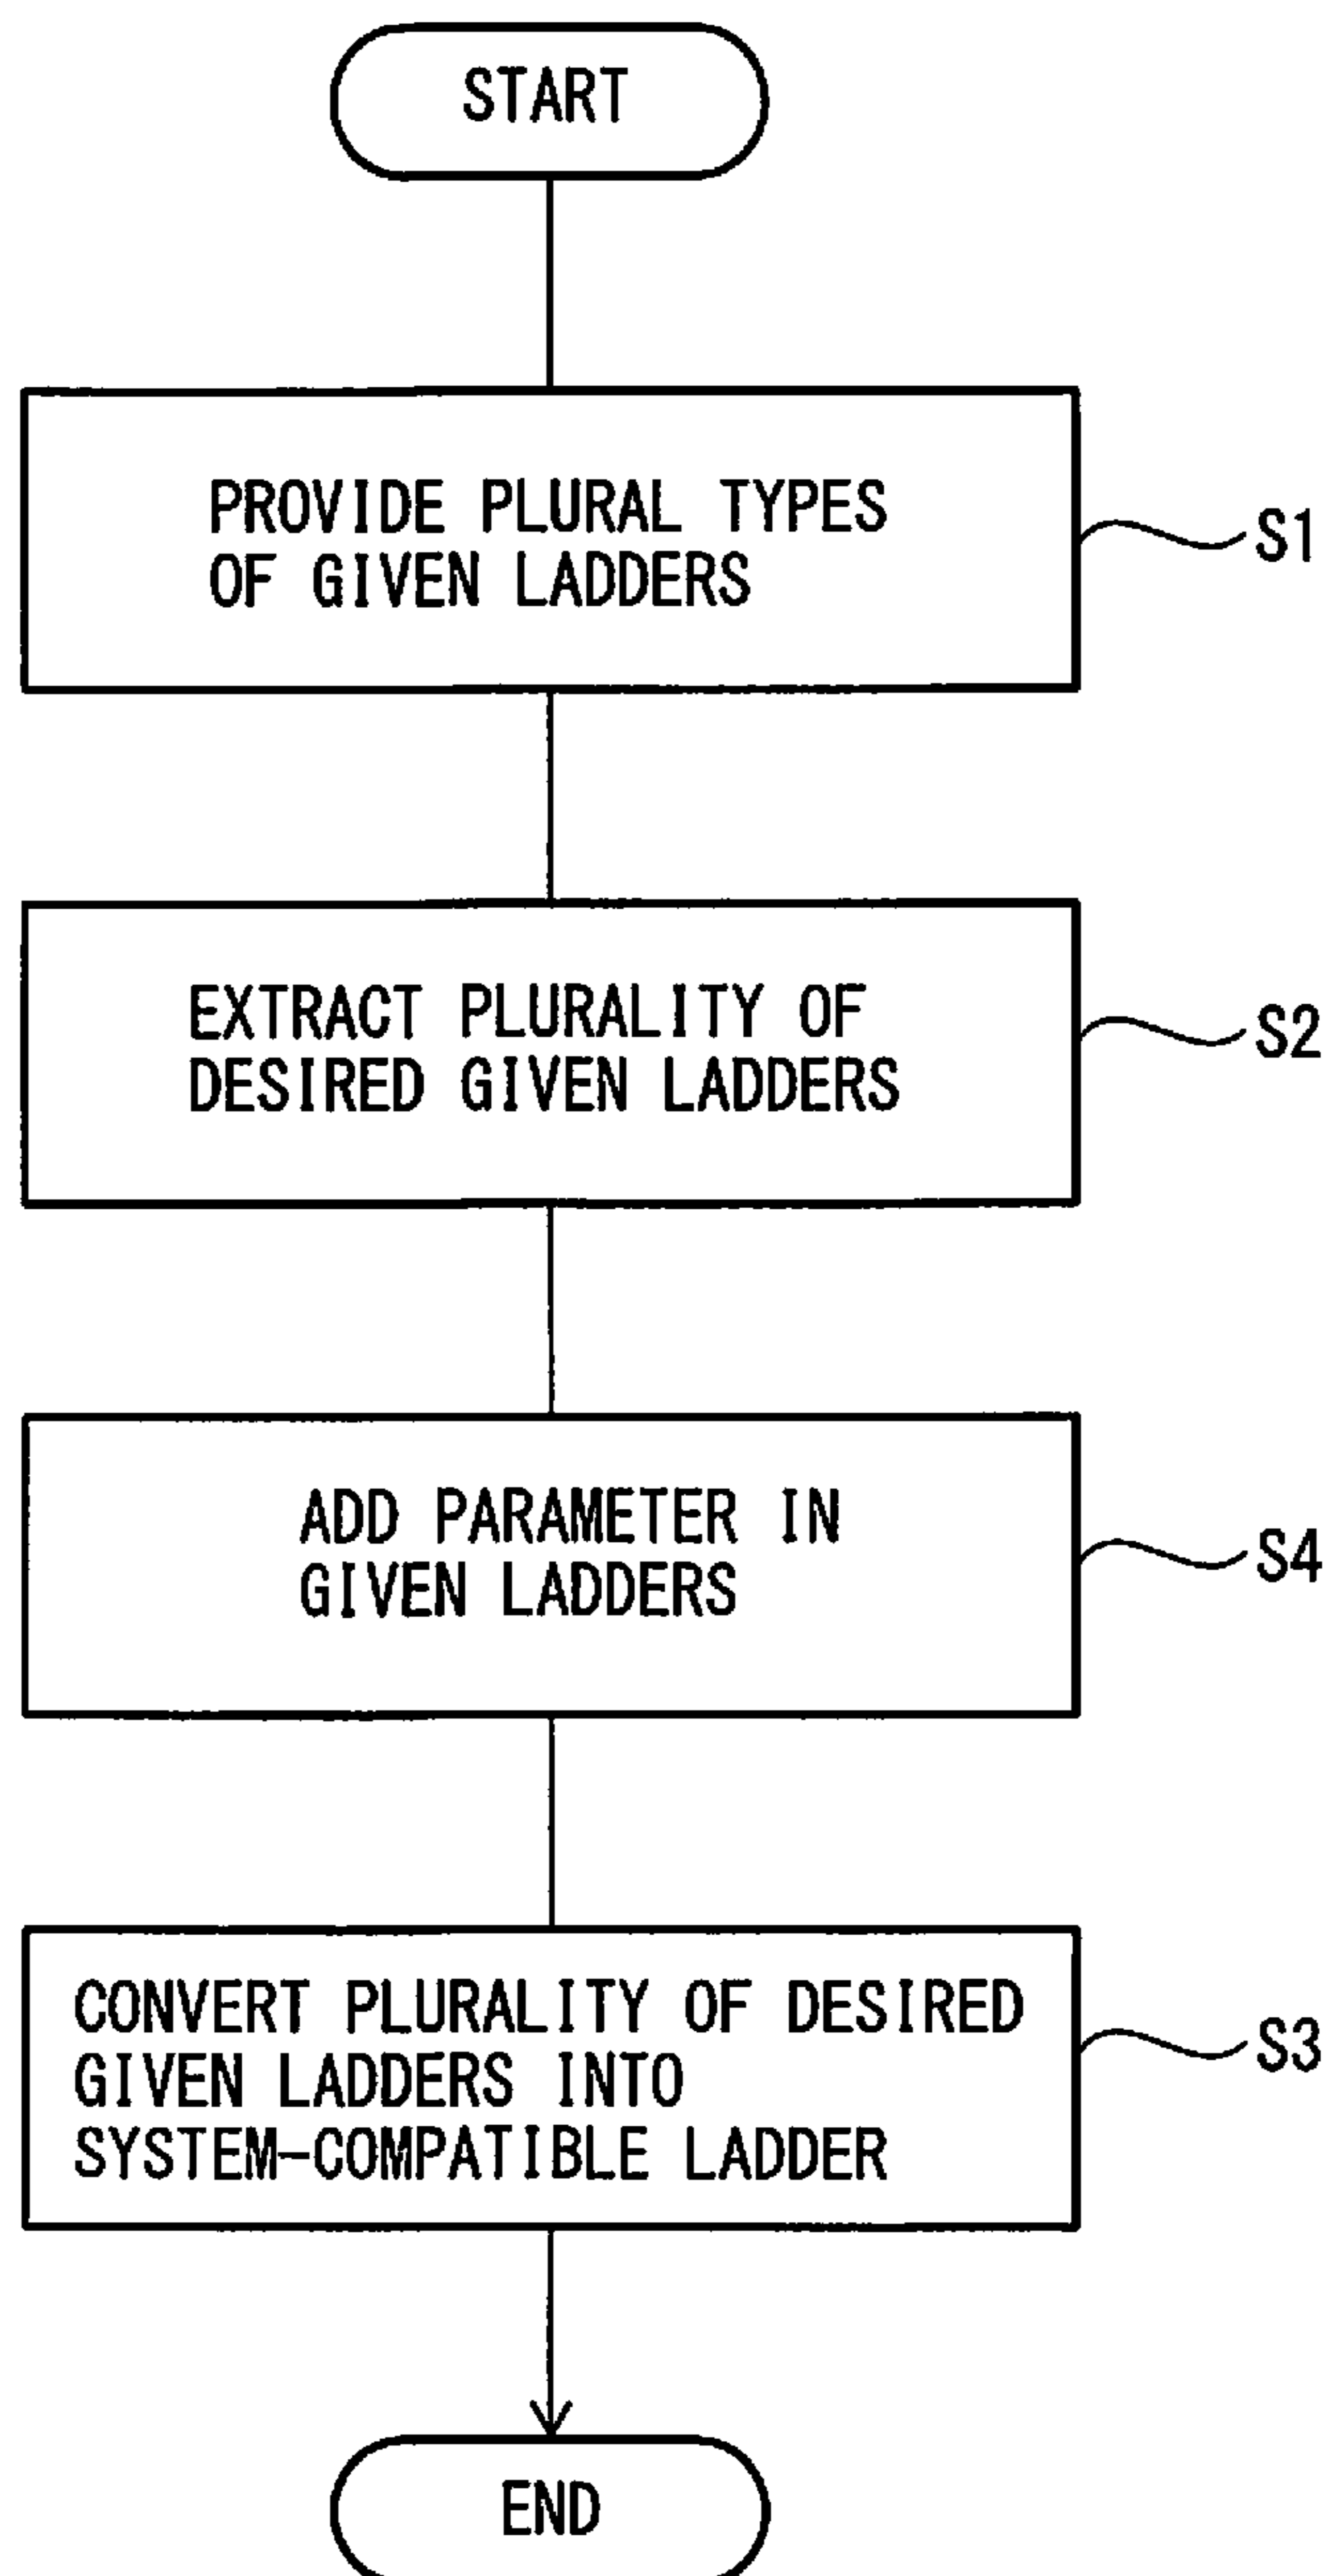 START
PROVIDE PLURAL TYPES
OF GIVEN LADDERS
S1
EXTRACT PLURALITY OF
DESIRED GIVEN LADDERS
S2
ADD PARAMETER IN
GIVEN LADDERS
S4
CONVERT PLURALITY OF DESIRED
GIVEN LADDERS INTO
SYSTEM-COMPATIBLE LADDER
S3
END